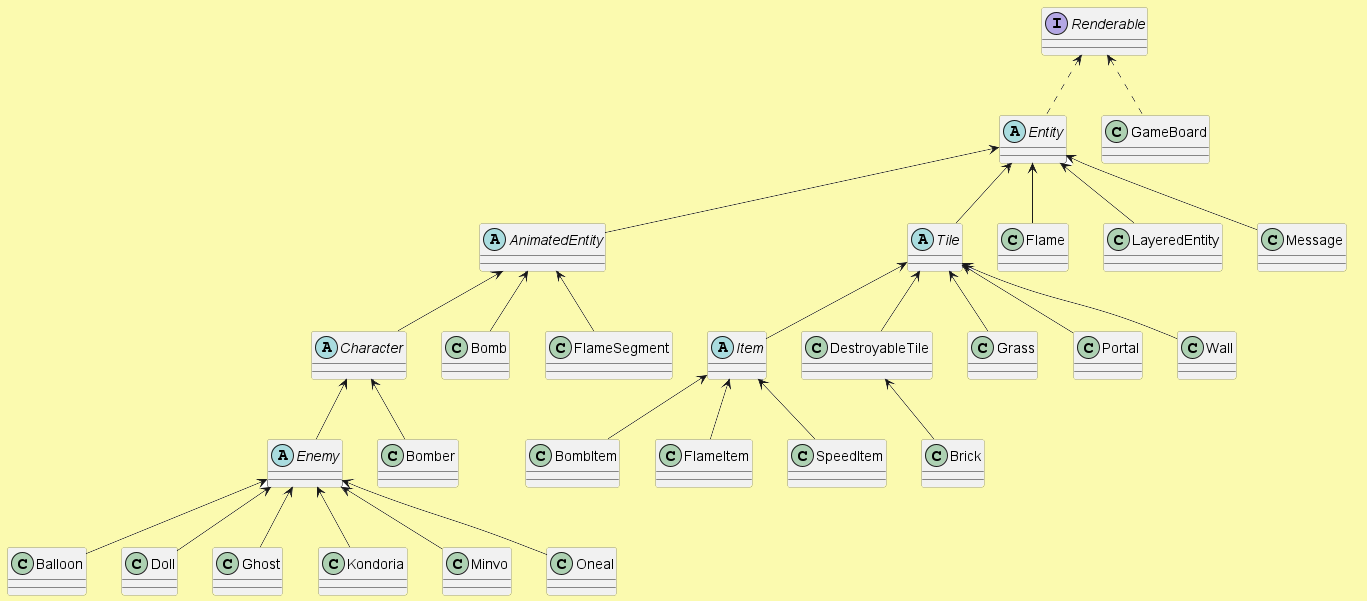 I Renderable
A Entity
C GameBoard
A AnimatedEntity
A Tile
C Flame
C LayeredEntity
C Message
A Character
C Bomb
C FlameSegment
A Item
C DestroyableTile
C Grass
C Portal
C Wall
A Enemy
C Bomber
C BombItem
C FlameItem
C SpeedItem
C Brick
C Balloon
C Doll
C Ghost
C Kondoria
C Minvo
C Oneal